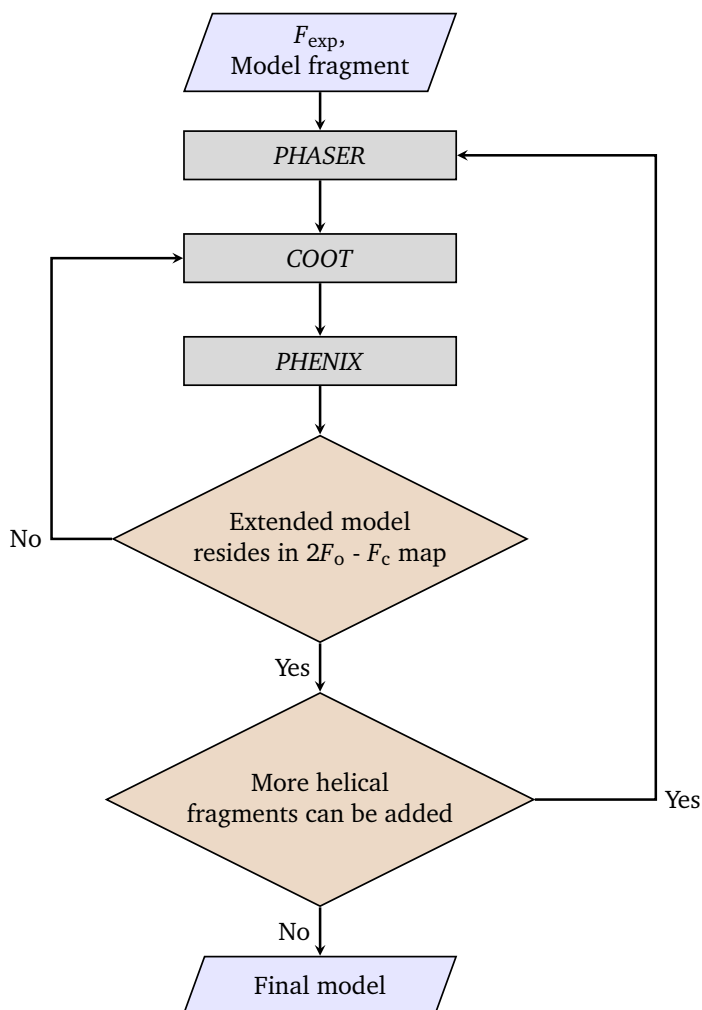 F_exp,
Model fragment
PHASER
COOT
PHENIX
Extended model
resides in 2F_o - F_c map
No
Yes
More helical
fragments can be added
Yes
No
Final model